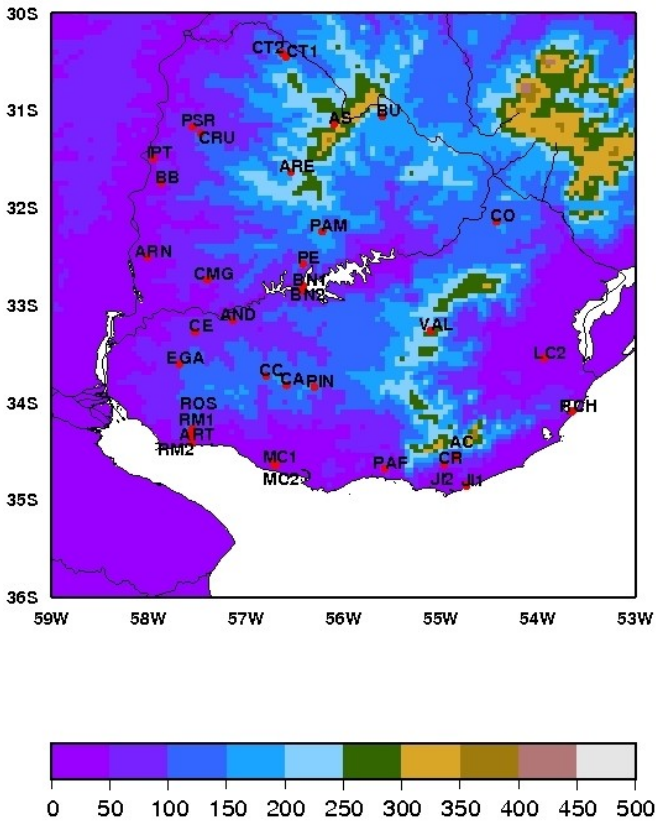 30S
CT2 CT1
31S
AS BU
PSR
CRU
PT
ARE
BB
32S
CO
PAM
ARN
PE
CMG
BN1
BN2
33S
AND
CE
VAL
EGA
LC2
CC
CA PIN
34S
ROS
RCH
RM1
ART
AC
RM2
MC1
CR
PAF
MC2
JI2 JI1
35S
36S
59W 58W 57W 56W 55W 54W 53W
0 50 100 150 200 250 300 350 400 450 500